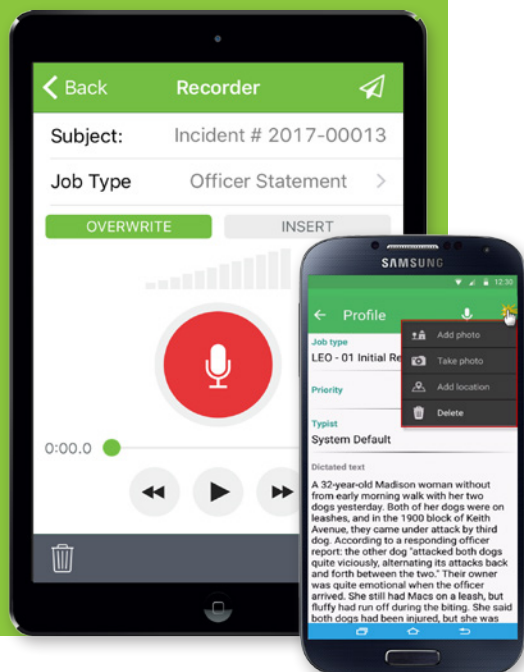 Back Recorder
Subject: Incident # 2017-00013
Job Type Officer Statement
OVERWRITE INSERT
0:00.0
SAMSUNG
12:30
Profile
Add photo
Take photo
Add location
Delete
Job type
LEO - 01 Initial Re
Priority
Typist
System Default
Dictated text
A 32-year-old Madison woman without
from early morning walk with her two
dogs yesterday. Both of her dogs were on
leashes, and in the 1900 block of Keith
Avenue, they came under attack by third
dog. According to a responding officer
report: the other dog "attacked both dogs
quite viciously, alternating its attacks back
and forth between the two." Their owner
was quite emotional when the officer
arrived. She still had Macs on a leash, but
fluffy had run off during the biting. She said
both dogs had been injured, but she was